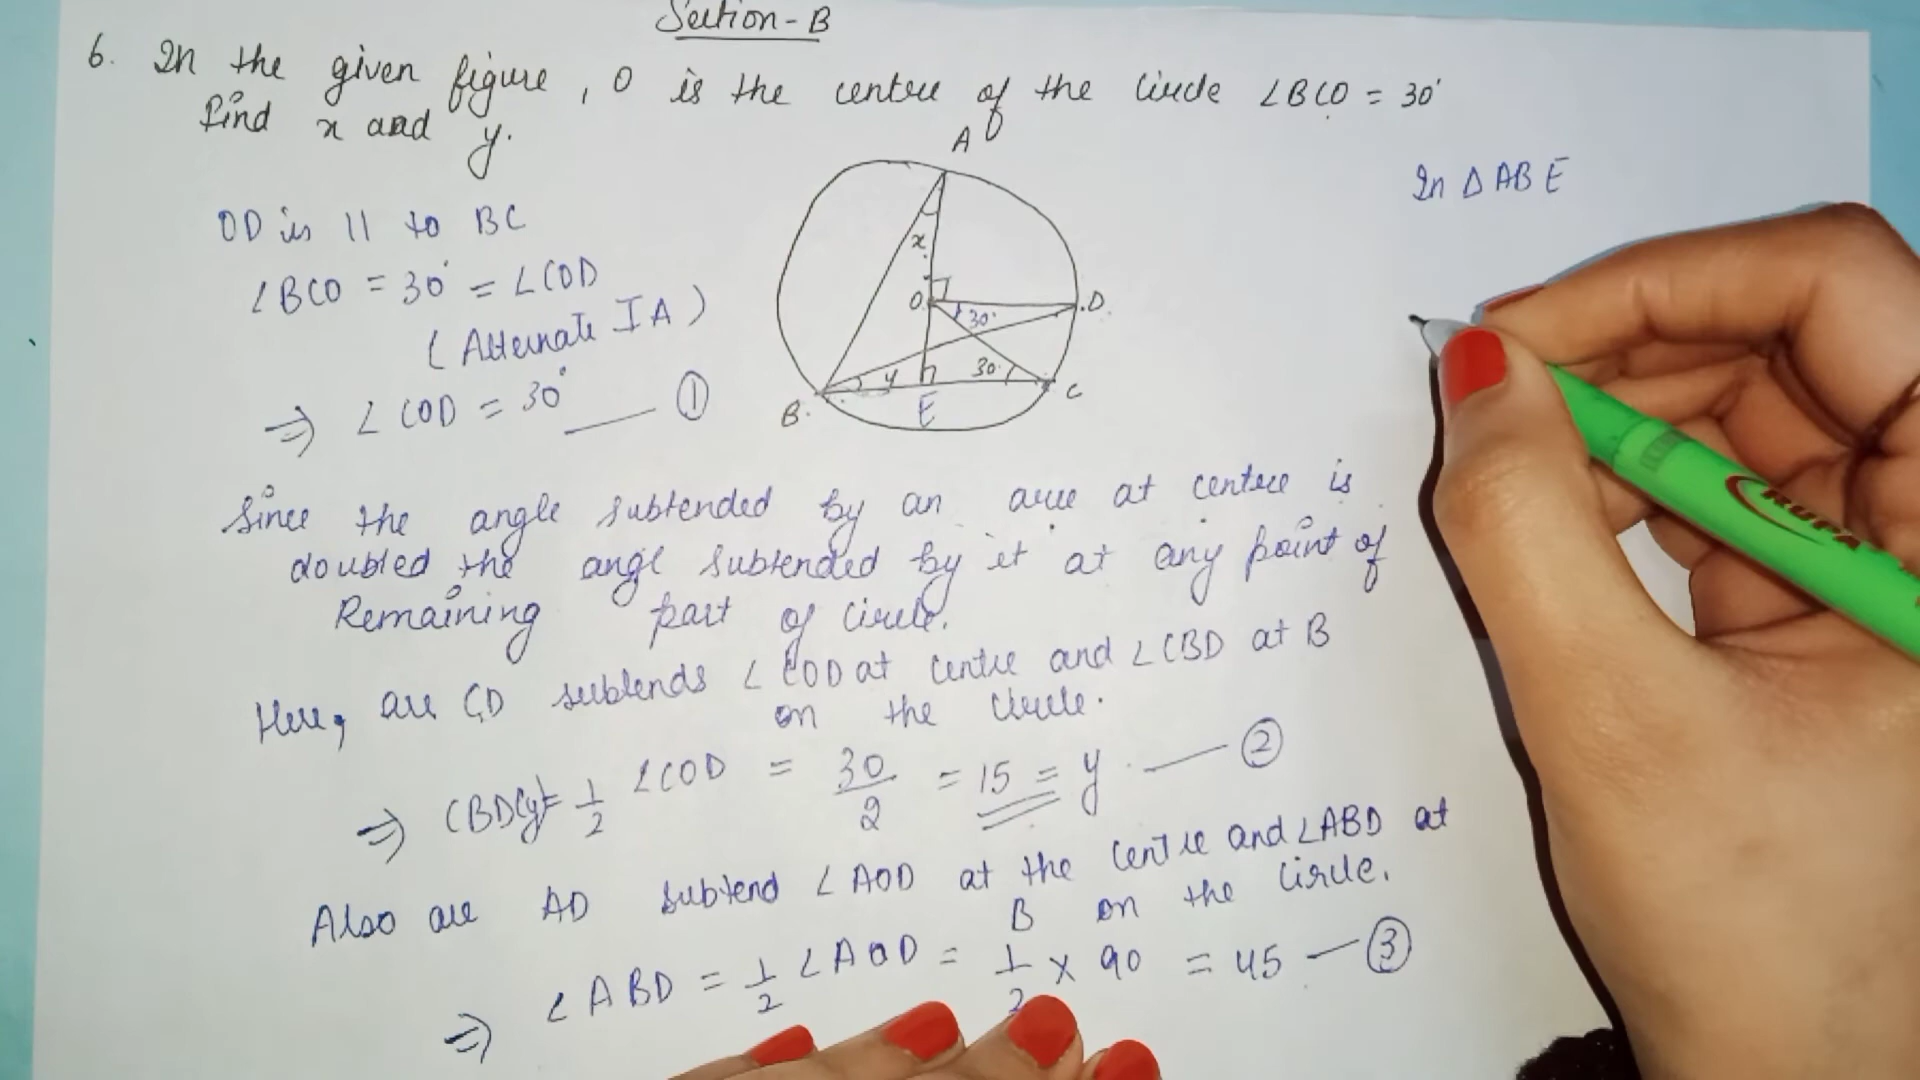 Section-B
6. In the given figure, O is the centre of the circle ∠BCO = 30°
find x and y.
A
In △ABE
OD is || to BC
∠BCO = 30° = ∠COD
(Alternate IA)
⇒ ∠COD = 30° —— ①
x
O
30°
D
y
30°
B
E
C
Since the angle subtended by an arc at centre is
doubled the angl subtended by it at any point of
Remaining part of circle.
Here, arc CD subtends ∠COD at centre and ∠CBD at B
on the circle.
⇒ CBD(y)= 1/2 ∠COD = 30/2 = 15 = y —— ②
Also arc AD subtend ∠AOD at the centre and ∠ABD at
B on the circle.
⇒ ∠ABD = 1/2 ∠AOD = 1/2 × 90 = 45 — ③